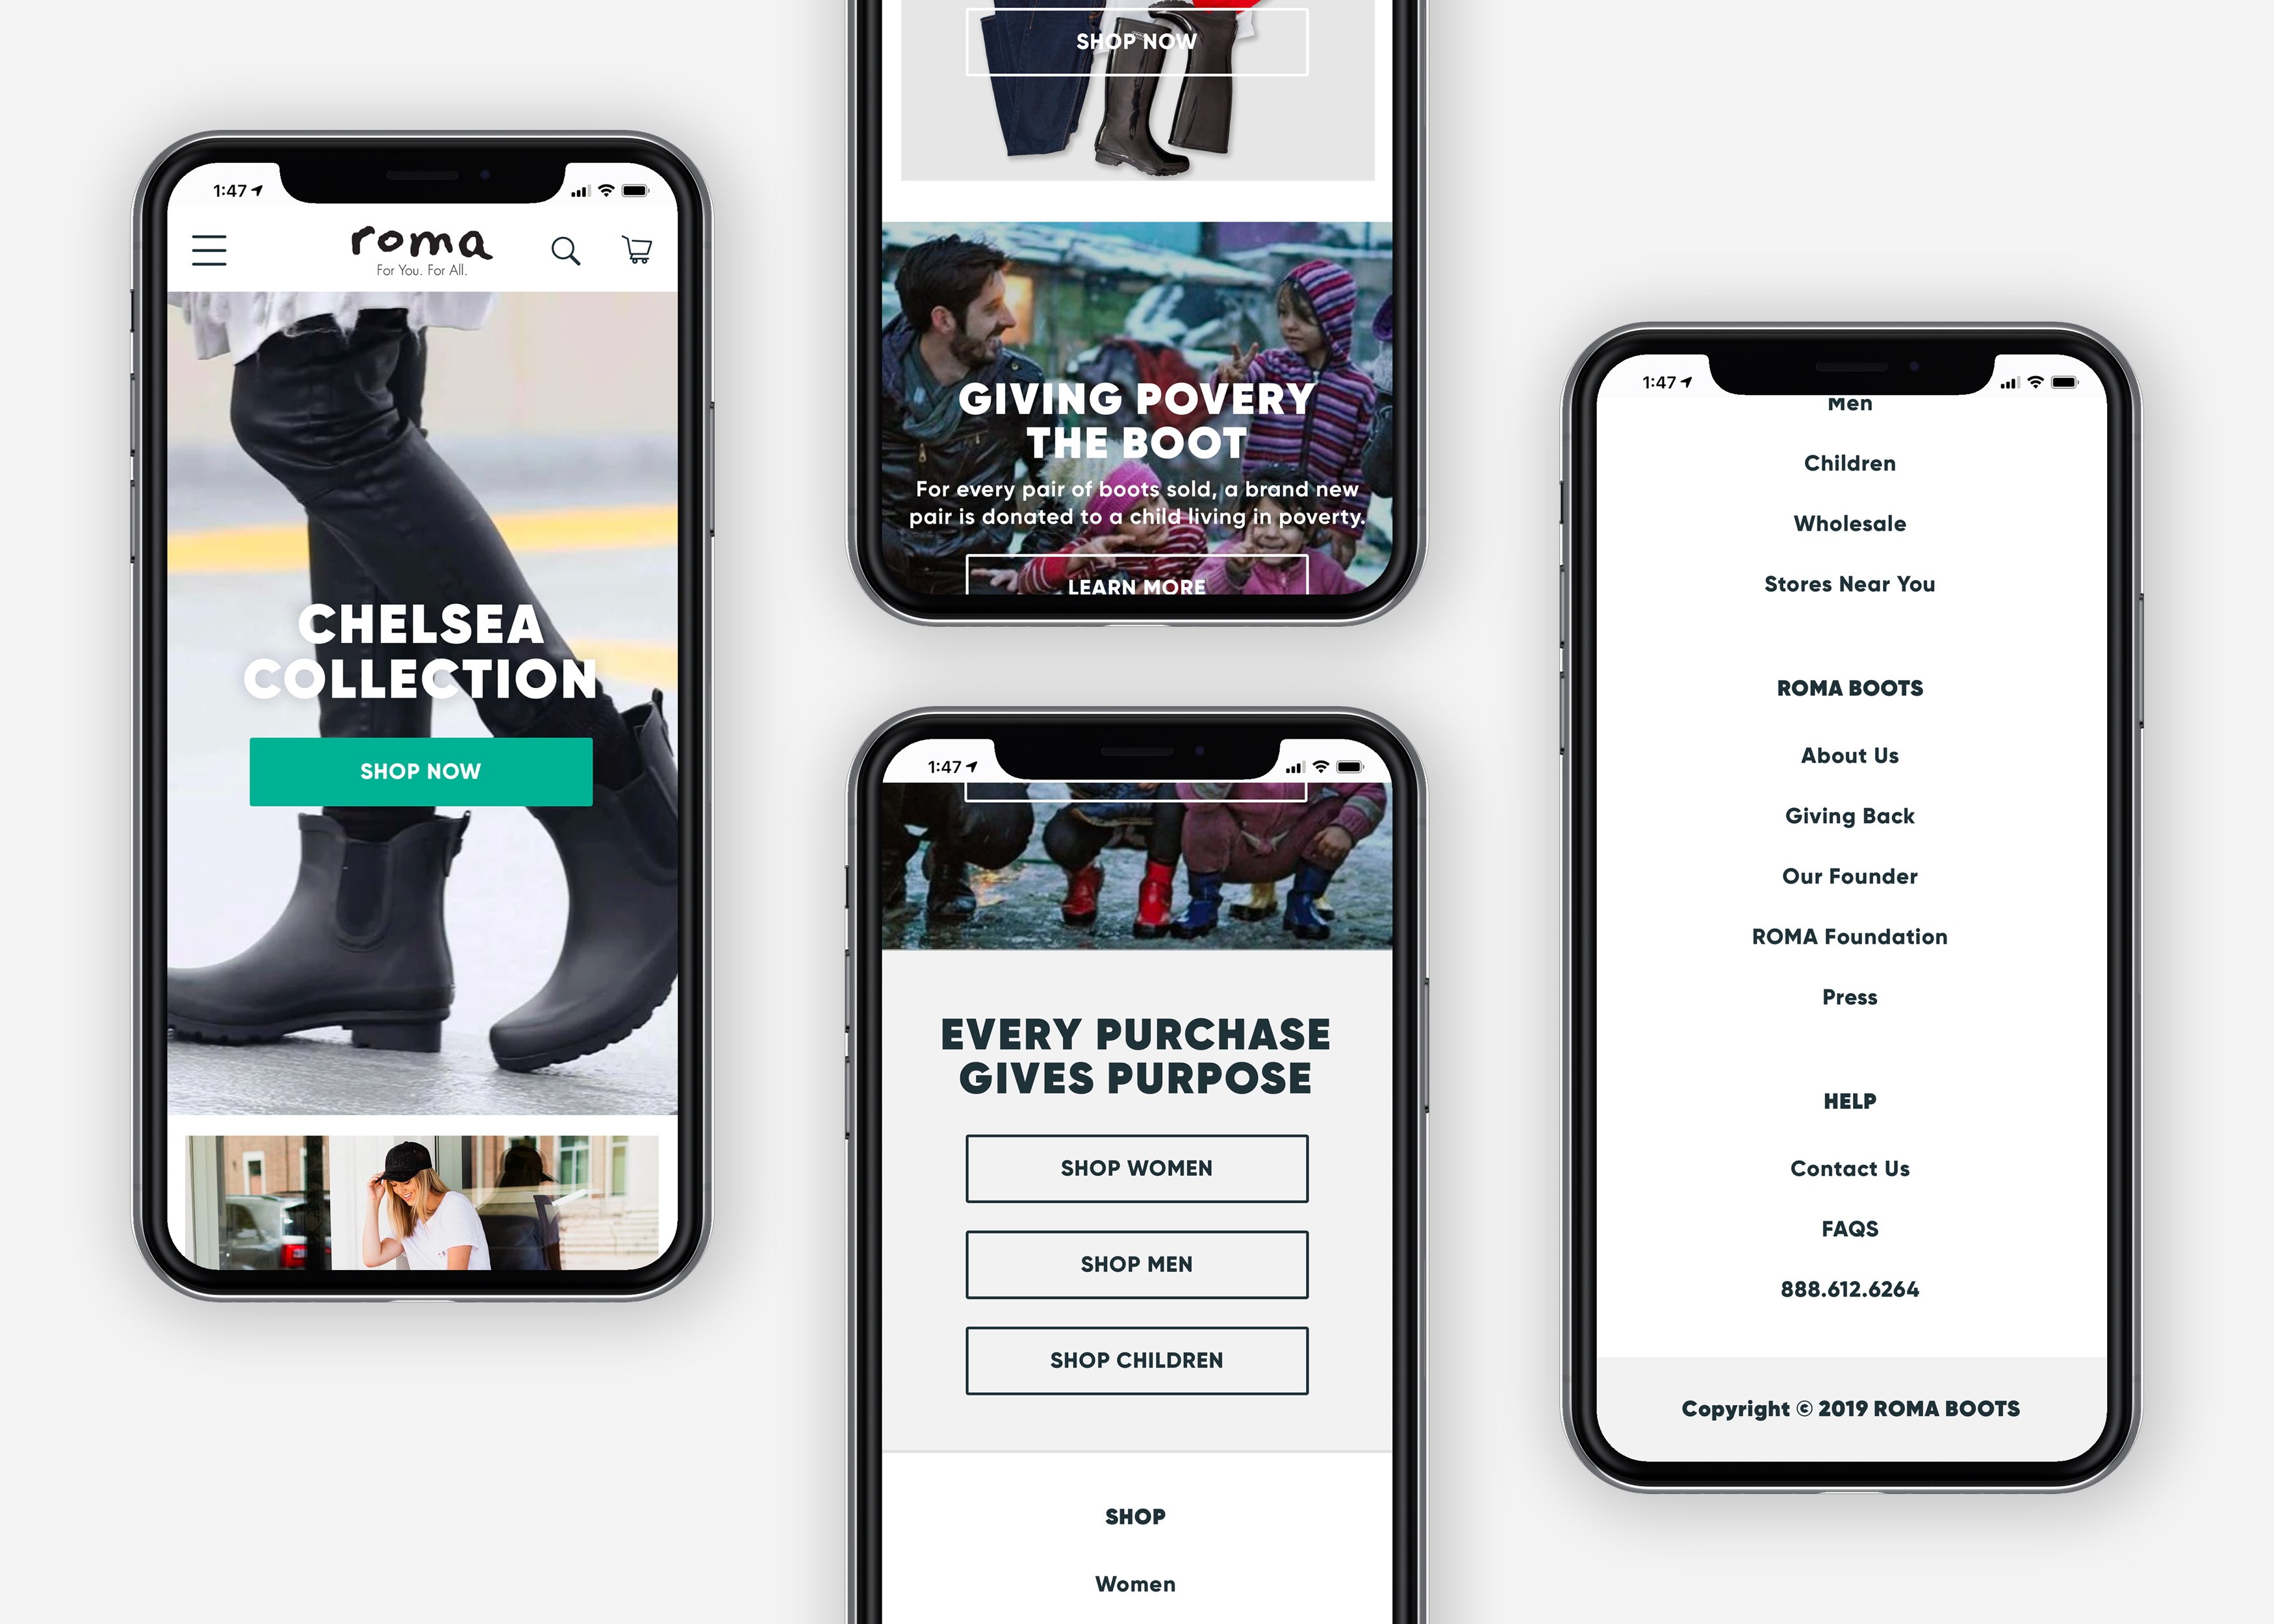 1:47
roma
For You. For All.
CHELSEA
COLLECTION
SHOP NOW
SHOP NOW
GIVING POVERY
THE BOOT
For every pair of boots sold, a brand new
pair is donated to a child living in poverty.
LEARN MORE
1:47
EVERY PURCHASE
GIVES PURPOSE
SHOP WOMEN
SHOP MEN
SHOP CHILDREN
SHOP
Women
1:47
Men
Children
Wholesale
Stores Near You
ROMA BOOTS
About Us
Giving Back
Our Founder
ROMA Foundation
Press
HELP
Contact Us
FAQS
888.612.6264
Copyright © 2019 ROMA BOOTS